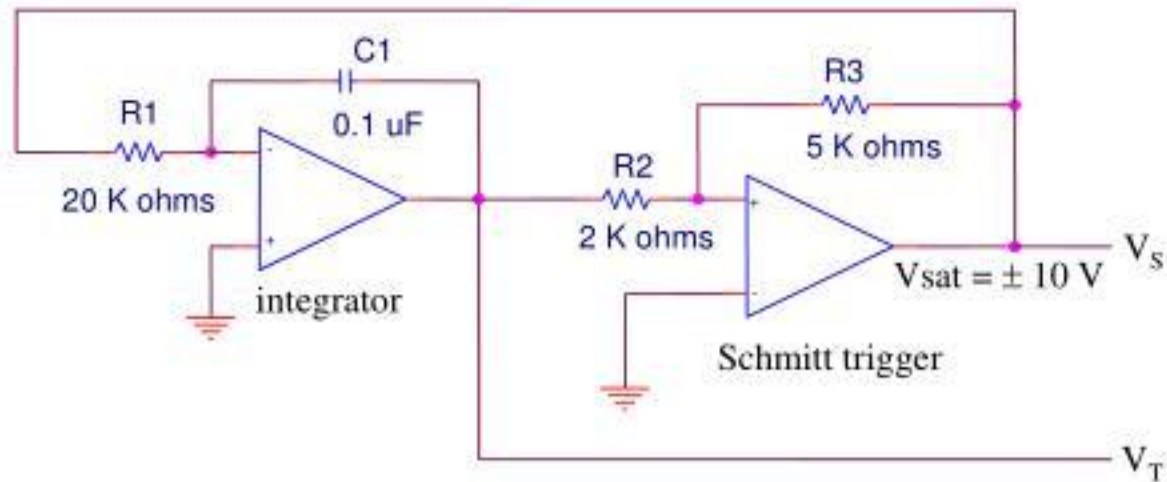 C1
0.1 uF
R1
20 K ohms
-
+
integrator
R2
2 K ohms
R3
5 K ohms
+
-
Schmitt trigger
Vsat = ± 10 V
V_S
V_T